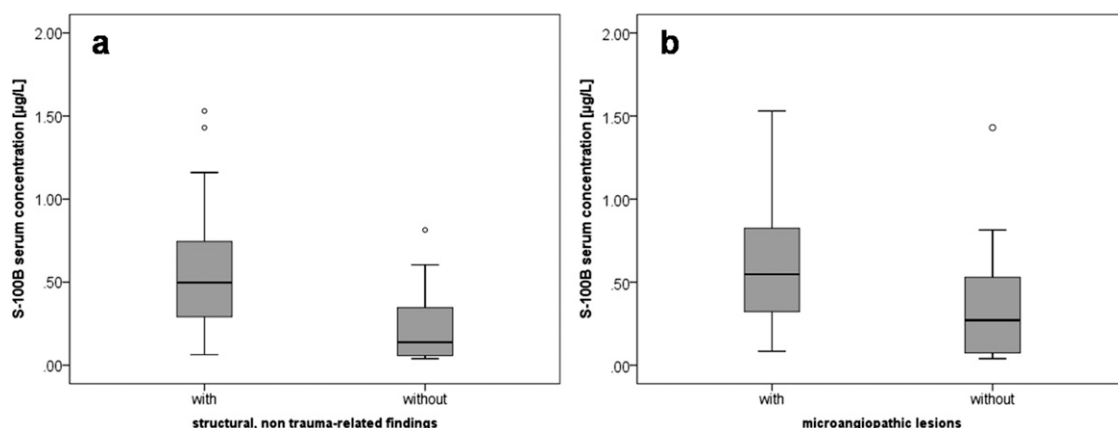 a
2.00
1.50
1.00
.50
.00
S-100B serum concentration [µg/L]
with
without
structural, non trauma-related findings
b
2.00
1.50
1.00
.50
.00
S-100B serum concentration [µg/L]
with
without
microangiopathic lesions